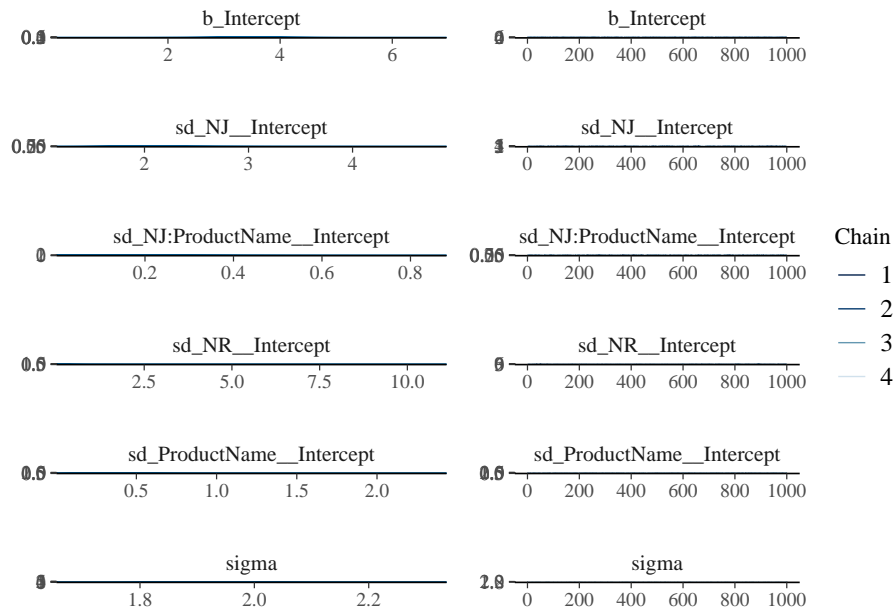 b_Intercept
b_Intercept
2 4 6
0 200 400 600 800 1000
sd_NJ__Intercept
sd_NJ__Intercept
2 3 4
0 200 400 600 800 1000
sd_NJ:ProductName__Intercept
sd_NJ:ProductName__Intercept
0.2 0.4 0.6 0.8
0 200 400 600 800 1000
sd_NR__Intercept
sd_NR__Intercept
2.5 5.0 7.5 10.0
0 200 400 600 800 1000
sd_ProductName__Intercept
sd_ProductName__Intercept
0.5 1.0 1.5 2.0
0 200 400 600 800 1000
sigma
sigma
1.8 2.0 2.2
0 200 400 600 800 1000
Chain
1
2
3
4